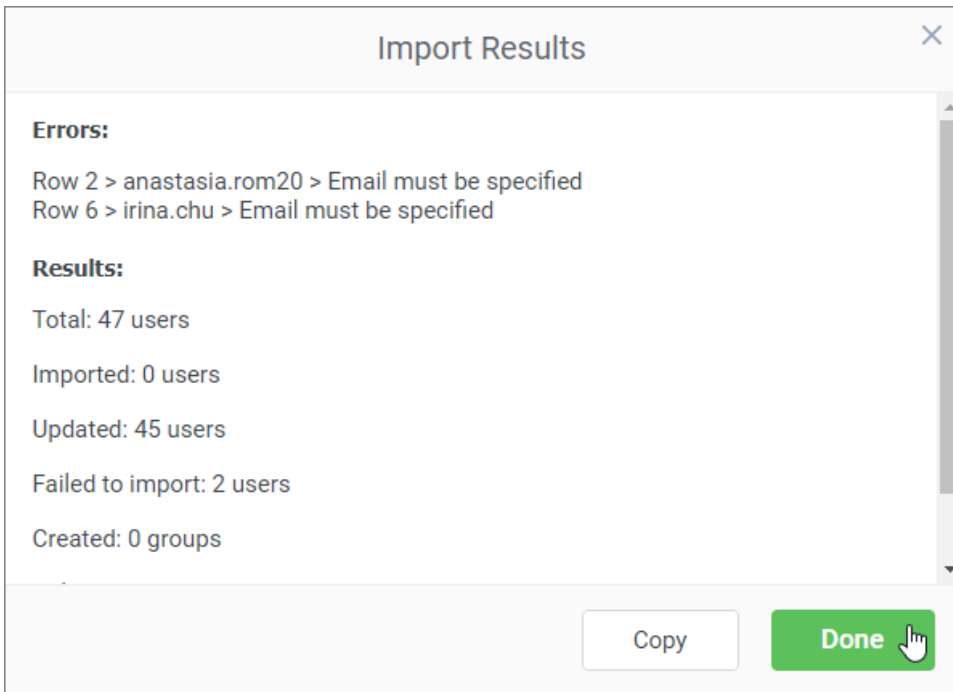 Import Results
Errors:
Row 2 > anastasia.rom20 > Email must be specified
Row 6 > irina.chu > Email must be specified
Results:
Total: 47 users
Imported: 0 users
Updated: 45 users
Failed to import: 2 users
Created: 0 groups
Copy
Done